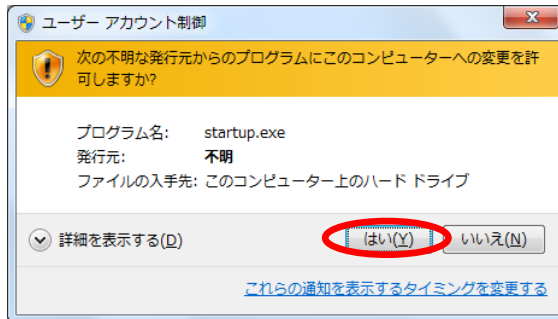 ユーザー アカウント制御
次の不明な発行元からのプログラムにこのコンピューターへの変更を許
可しますか?
プログラム名: startup.exe
発行元: 不明
ファイルの入手先: このコンピューター上のハード ドライブ
詳細を表示する(D) はい(Y) いいえ(N)
これらの通知を表示するタイミングを変更する